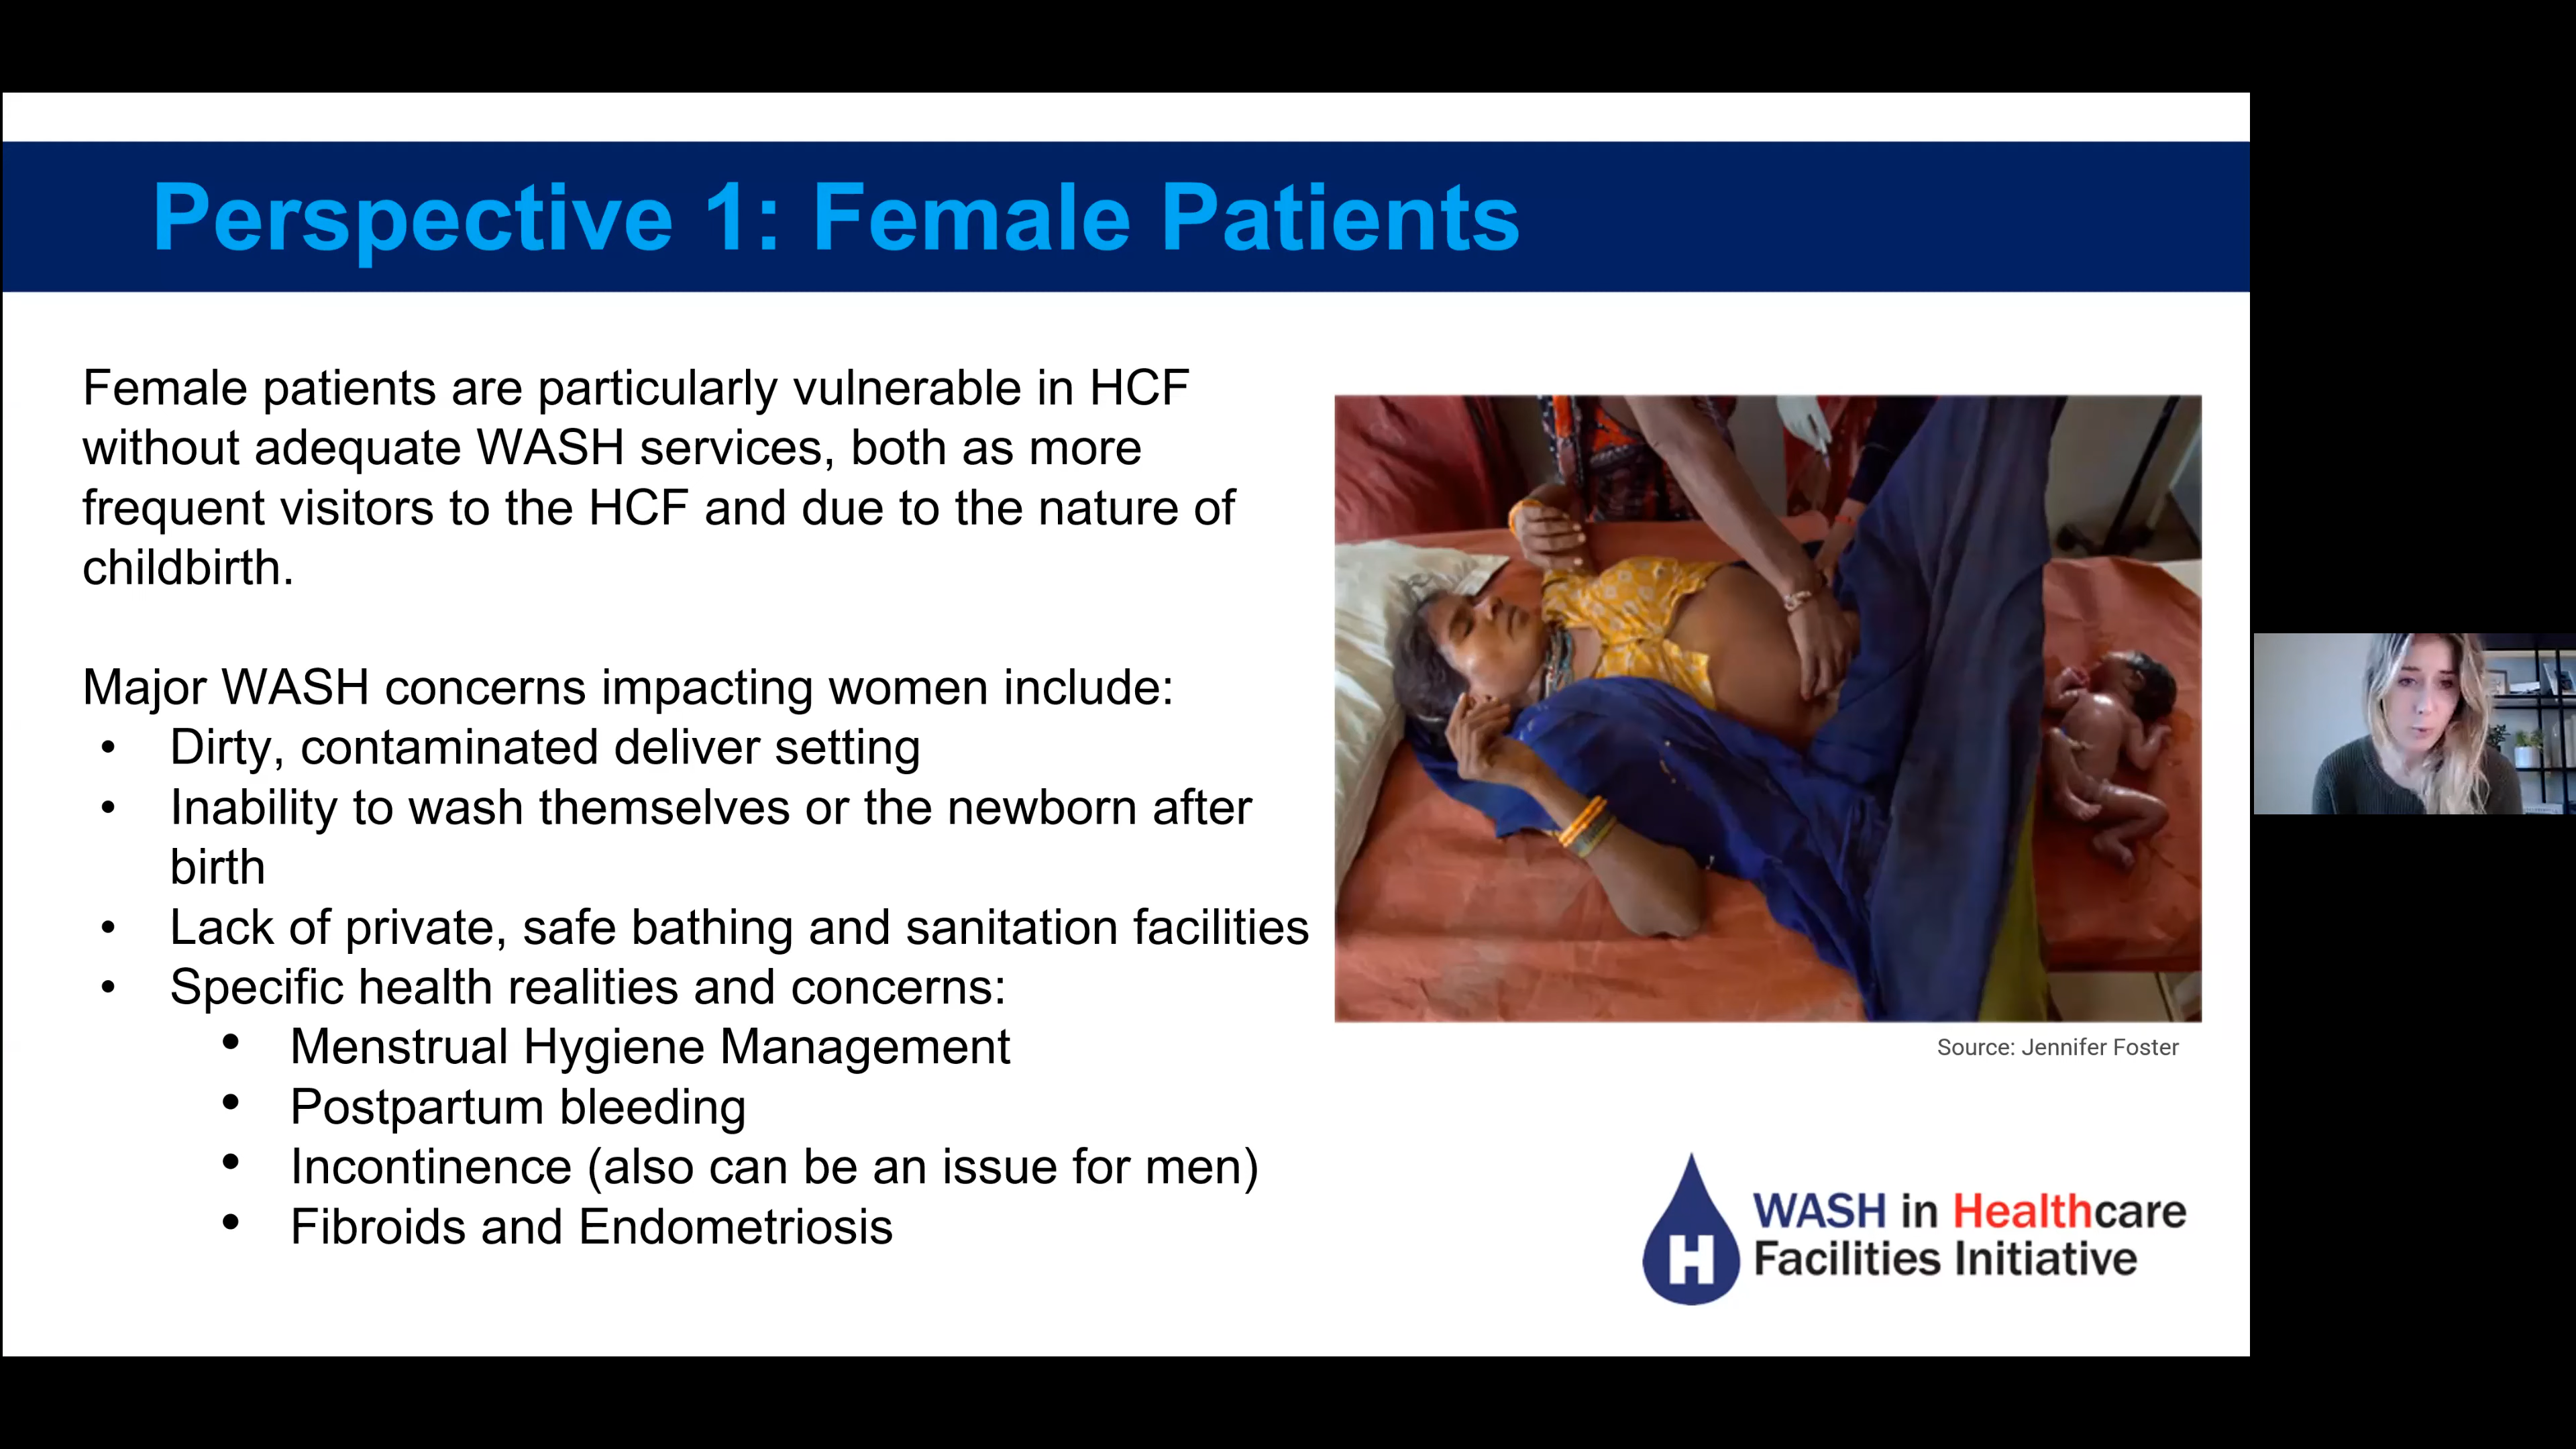 Perspective 1: Female Patients
Female patients are particularly vulnerable in HCF
without adequate WASH services, both as more
frequent visitors to the HCF and due to the nature of
childbirth.
Major WASH concerns impacting women include:
• Dirty, contaminated deliver setting
• Inability to wash themselves or the newborn after
birth
• Lack of private, safe bathing and sanitation facilities
• Specific health realities and concerns:
• Menstrual Hygiene Management
• Postpartum bleeding
• Incontinence (also can be an issue for men)
• Fibroids and Endometriosis
Source: Jennifer Foster
H
WASH in Healthcare
Facilities Initiative